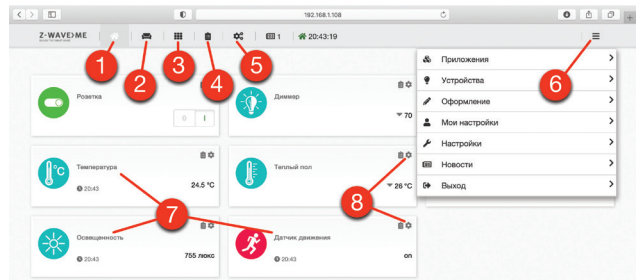 192.168.1.108
Z-WAVE>ME
1
20:43:19
1
2
3
4
5
6
Приложения
Устройства
Оформление
Мои настройки
Настройки
Новости
Выход
Розетка
0 I
Диммер
70
Температура
20:43
24.5 °C
°C
Теплый пол
26 °C
7
8
Освещенность
20:43
755 люкс
Датчик движения
20:43
on